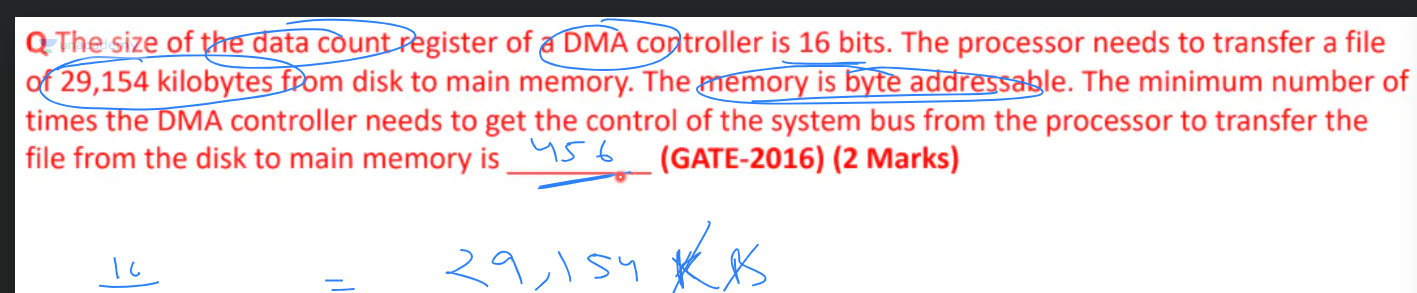 Q The size of the data count register of a DMA controller is 16 bits. The processor needs to transfer a file
of 29,154 kilobytes from disk to main memory. The memory is byte addressable. The minimum number of
times the DMA controller needs to get the control of the system bus from the processor to transfer the
file from the disk to main memory is 456 (GATE-2016) (2 Marks)
= 29,154 K B